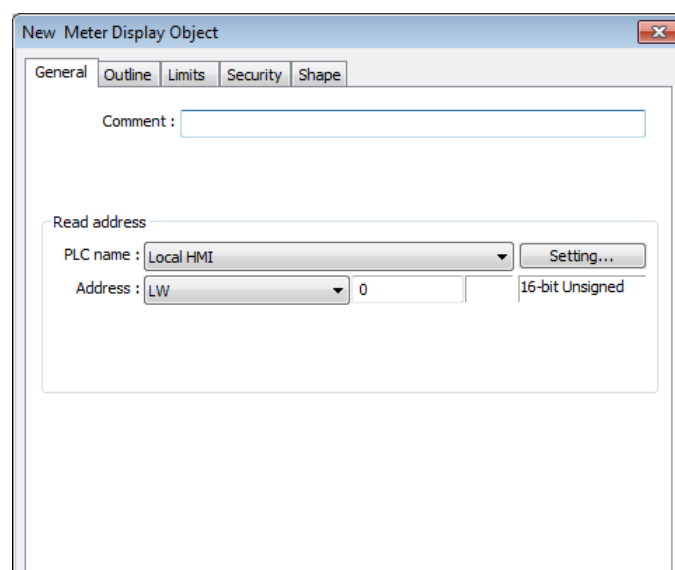 New Meter Display Object
General Outline Limits Security Shape
Comment :
Read address
PLC name : Local HMI Setting...
Address : LW 0 16-bit Unsigned